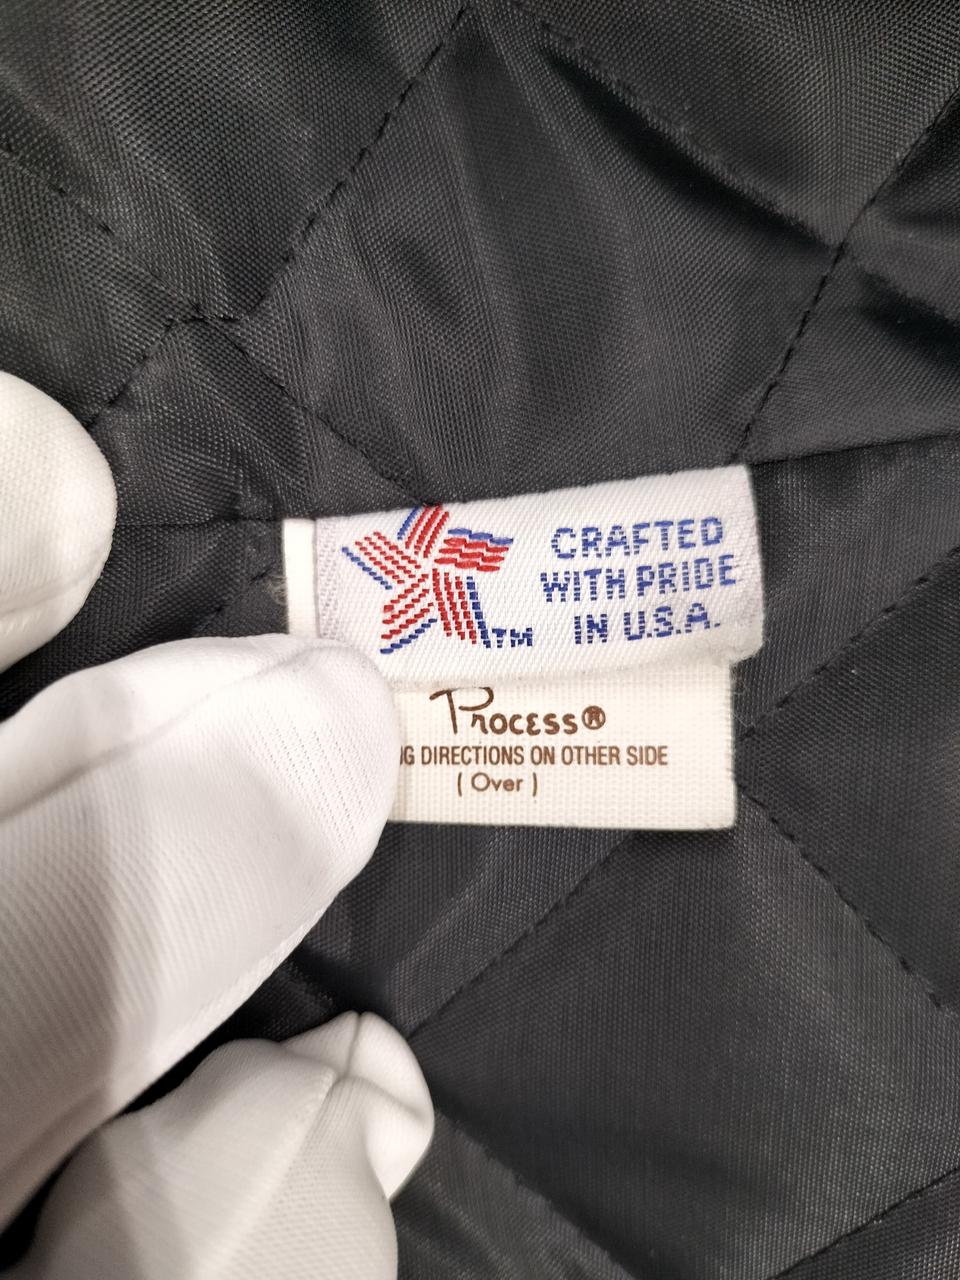 CRAFTED
WITH PRIDE
IN U.S.A.
TM
Process®
G DIRECTIONS ON OTHER SIDE
( Over )